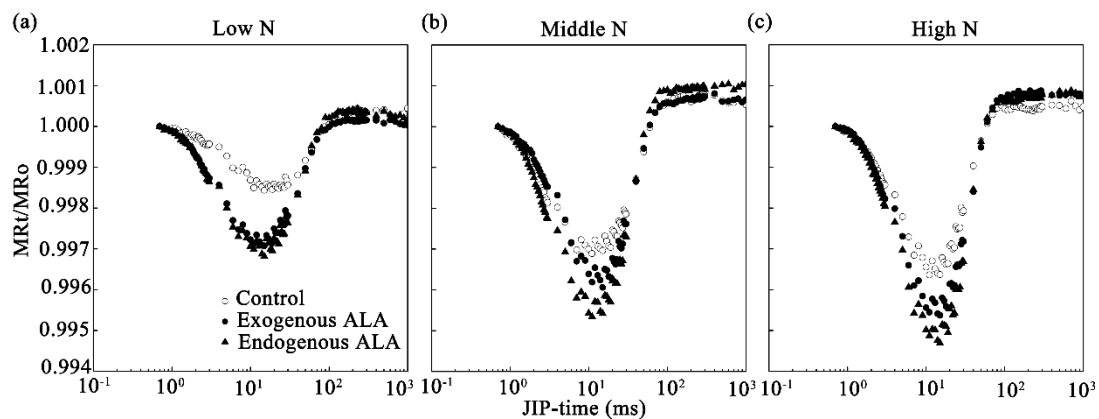 (a) Low N
(b) Middle N
(c) High N
1.002
1.001
1.000
0.999
0.998
0.997
0.996
0.995
0.994
MRt/MRo
Control
Exogenous ALA
Endogenous ALA
10-1 100 101 102 103
10-1 100 101 102 103
10-1 100 101 102 103
JIP-time (ms)